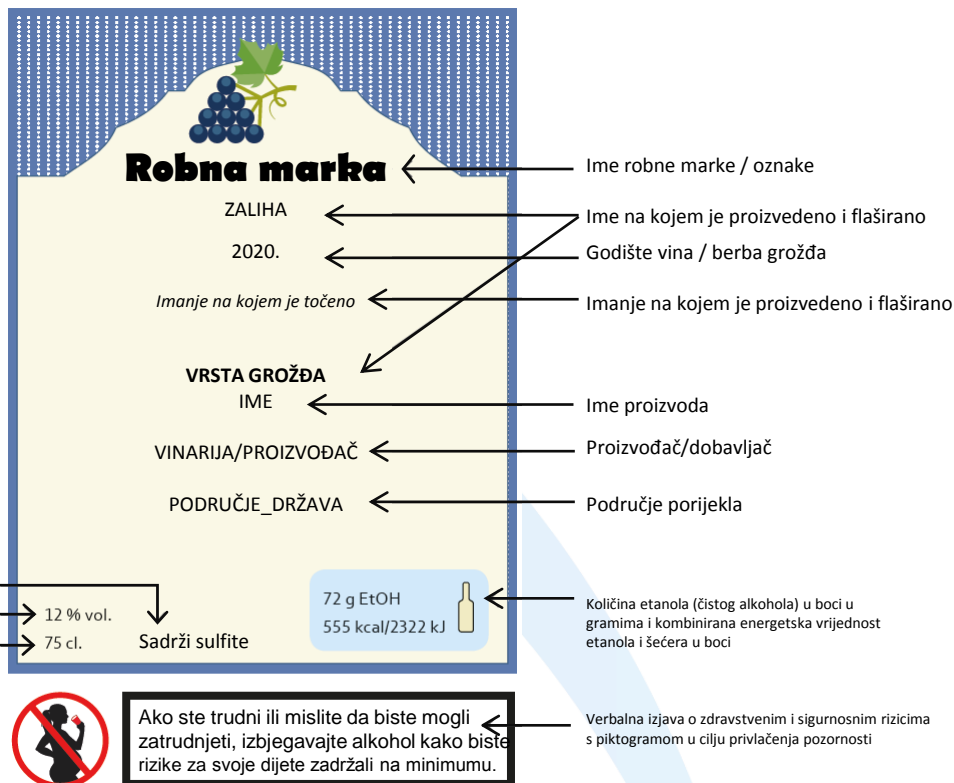 Robna marka
Ime robne marke / oznake
ZALIHA
Ime na kojem je proizvedeno i flaširano
2020.
Godište vina / berba grožđa
Imanje na kojem je točeno
Imanje na kojem je proizvedeno i flaširano
VRSTA GROŽĐA
IME
Ime proizvoda
VINARIJA/PROIZVOĐAČ
Proizvođač/dobavljač
PODRUČJE_DRŽAVA
Područje porijekla
12 % vol.
75 cl.
Sadrži sulfite
72 g EtOH
555 kcal/2322 kJ
Količina etanola (čistog alkohola) u boci u
gramima i kombinirana energetska vrijednost
etanola i šećera u boci
Ako ste trudni ili mislite da biste mogli
zatrudnjeti, izbjegavajte alkohol kako biste
rizike za svoje dijete zadržali na minimumu.
Verbalna izjava o zdravstvenim i sigurnosnim rizicima
s piktogramom u cilju privlačenja pozornosti